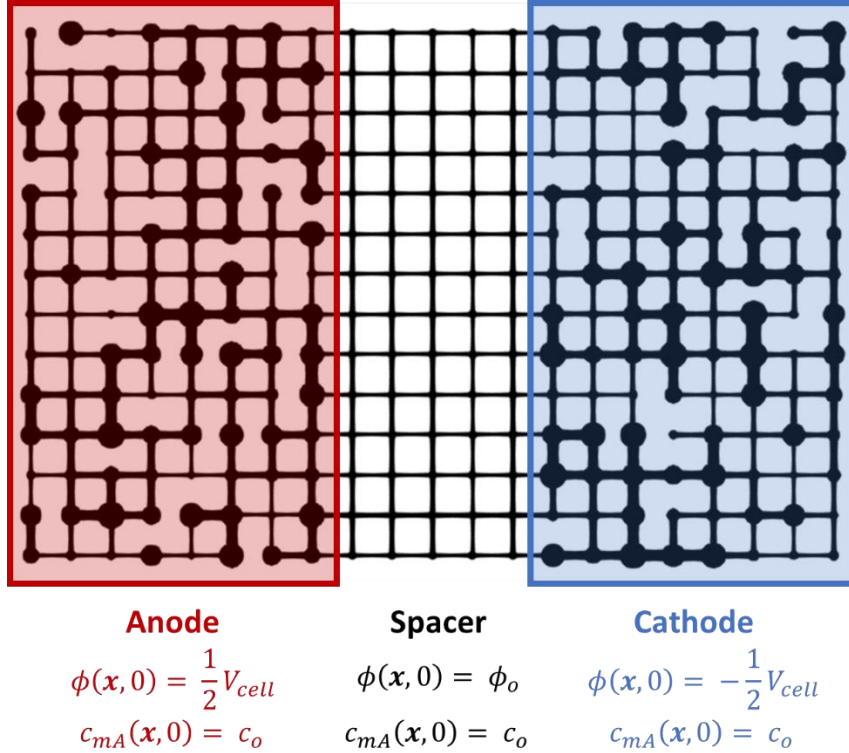 Anode Spacer Cathode
ϕ(x, 0) = 1/2 V_cell ϕ(x, 0) = ϕ_o ϕ(x, 0) = − 1/2 V_cell
c_mA(x, 0) = c_o c_mA(x, 0) = c_o c_mA(x, 0) = c_o